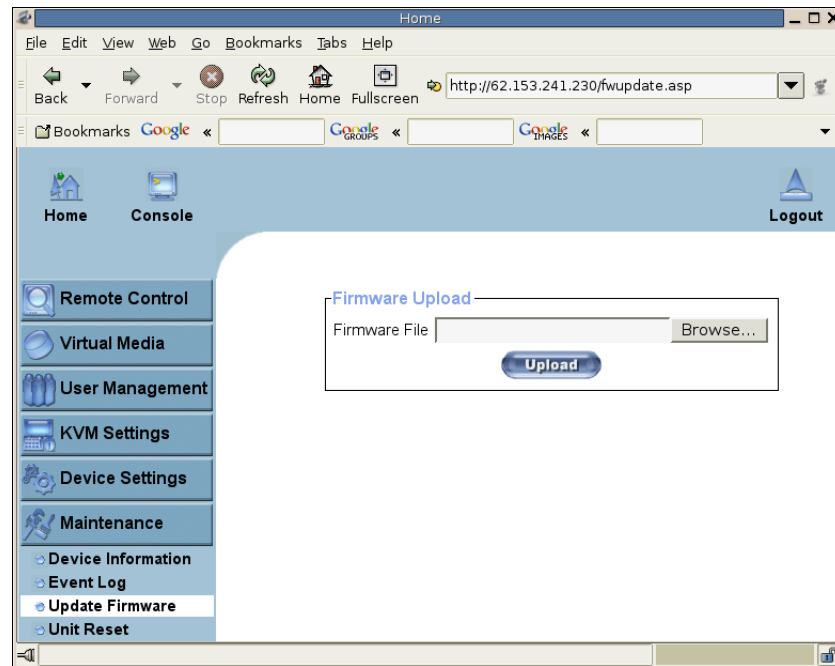 Home
File Edit View Web Go Bookmarks Tabs Help
Back Forward Stop Refresh Home Fullscreen http://62.153.241.230/fwupdate.asp
Bookmarks Google « Google GROUPS « Google IMAGES «
Home Console Logout
Remote Control
Virtual Media
User Management
KVM Settings
Device Settings
Maintenance
Device Information
Event Log
Update Firmware
Unit Reset
Firmware Upload
Firmware File Browse...
Upload